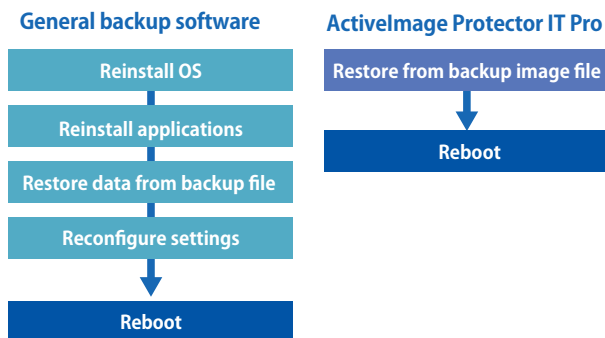 General backup software
Reinstall OS
Reinstall applications
Restore data from backup file
Reconfigure settings
Reboot
ActiveImage Protector IT Pro
Restore from backup image file
Reboot